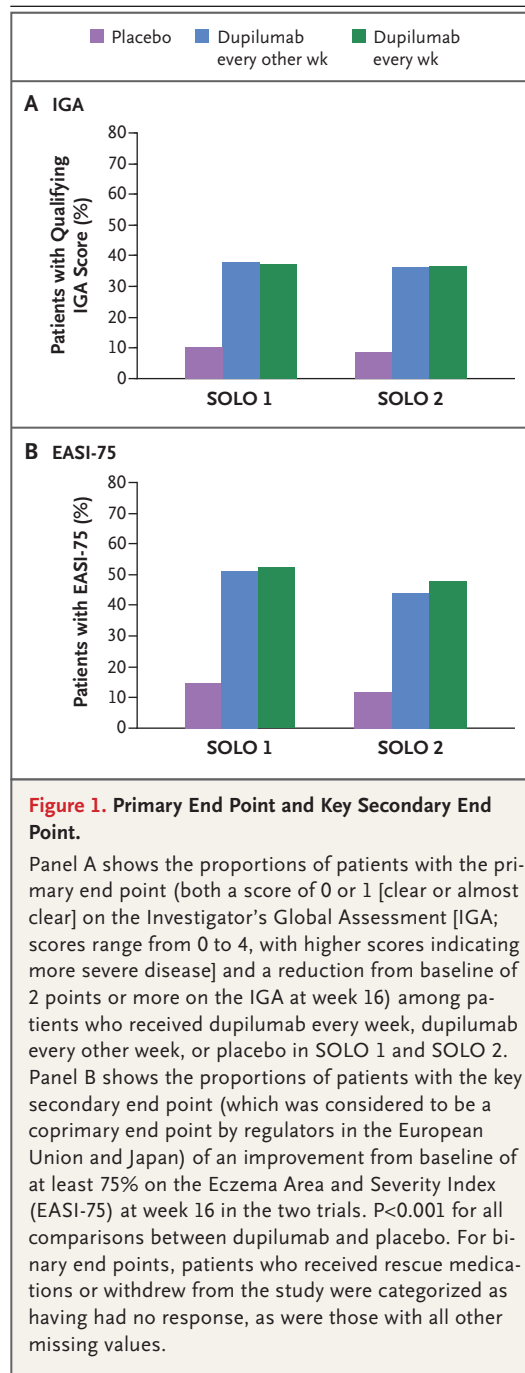 Placebo Dupilumab every other wk Dupilumab every wk
A IGA
Patients with Qualifying
IGA Score (%)
80
70
60
50
40
30
20
10
0
SOLO 1 SOLO 2
B EASI-75
Patients with EASI-75 (%)
80
70
60
50
40
30
20
10
0
SOLO 1 SOLO 2
Figure 1. Primary End Point and Key Secondary End
Point.
Panel A shows the proportions of patients with the pri-
mary end point (both a score of 0 or 1 [clear or almost
clear] on the Investigator’s Global Assessment [IGA;
scores range from 0 to 4, with higher scores indicating
more severe disease] and a reduction from baseline of
2 points or more on the IGA at week 16) among pa-
tients who received dupilumab every week, dupilumab
every other week, or placebo in SOLO 1 and SOLO 2.
Panel B shows the proportions of patients with the key
secondary end point (which was considered to be a
coprimary end point by regulators in the European
Union and Japan) of an improvement from baseline of
at least 75% on the Eczema Area and Severity Index
(EASI-75) at week 16 in the two trials. P<0.001 for all
comparisons between dupilumab and placebo. For bi-
nary end points, patients who received rescue medica-
tions or withdrew from the study were categorized as
having had no response, as were those with all other
missing values.